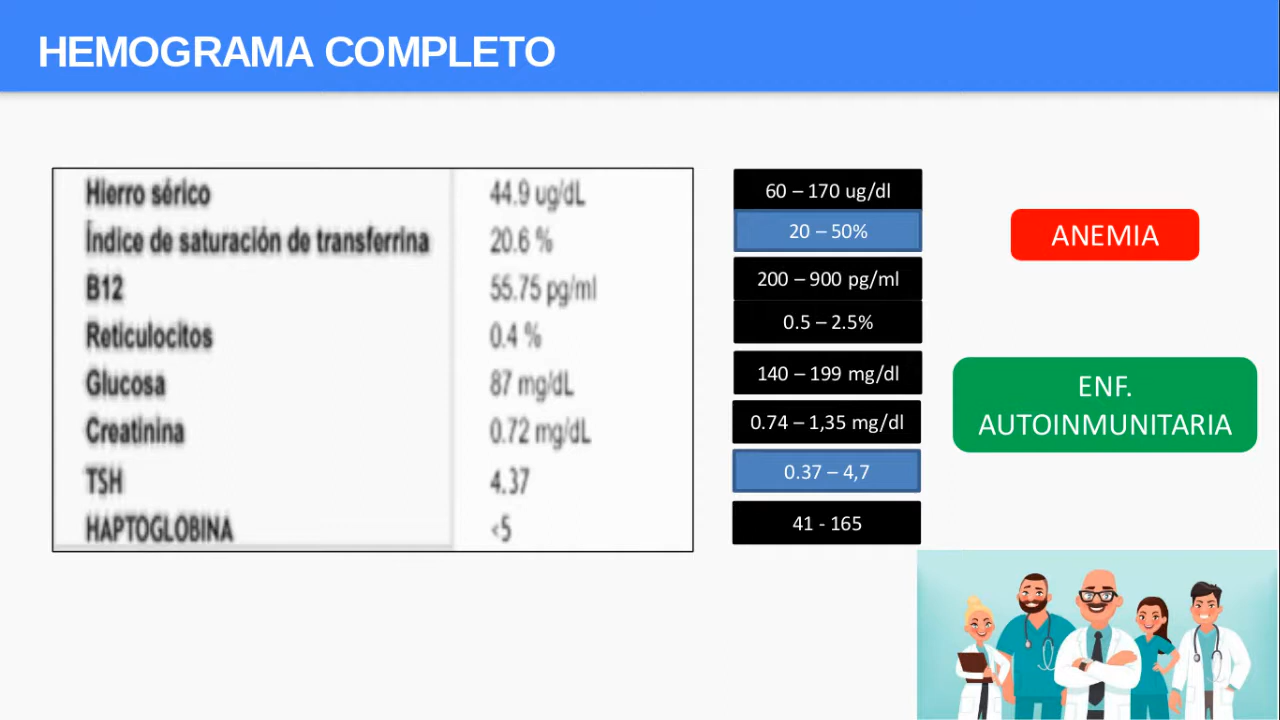 HEMOGRAMA COMPLETO
Hierro sérico 44.9 ug/dL 60 – 170 ug/dl
Índice de saturación de transferrina 20.6 % 20 – 50%
B12 55.75 pg/ml 200 – 900 pg/ml
Reticulocitos 0.4 % 0.5 – 2.5%
Glucosa 87 mg/dL 140 – 199 mg/dl
Creatinina 0.72 mg/dL 0.74 – 1,35 mg/dl
TSH 4.37 0.37 – 4,7
HAPTOGLOBINA <5 41 - 165
ANEMIA
ENF.
AUTOINMUNITARIA